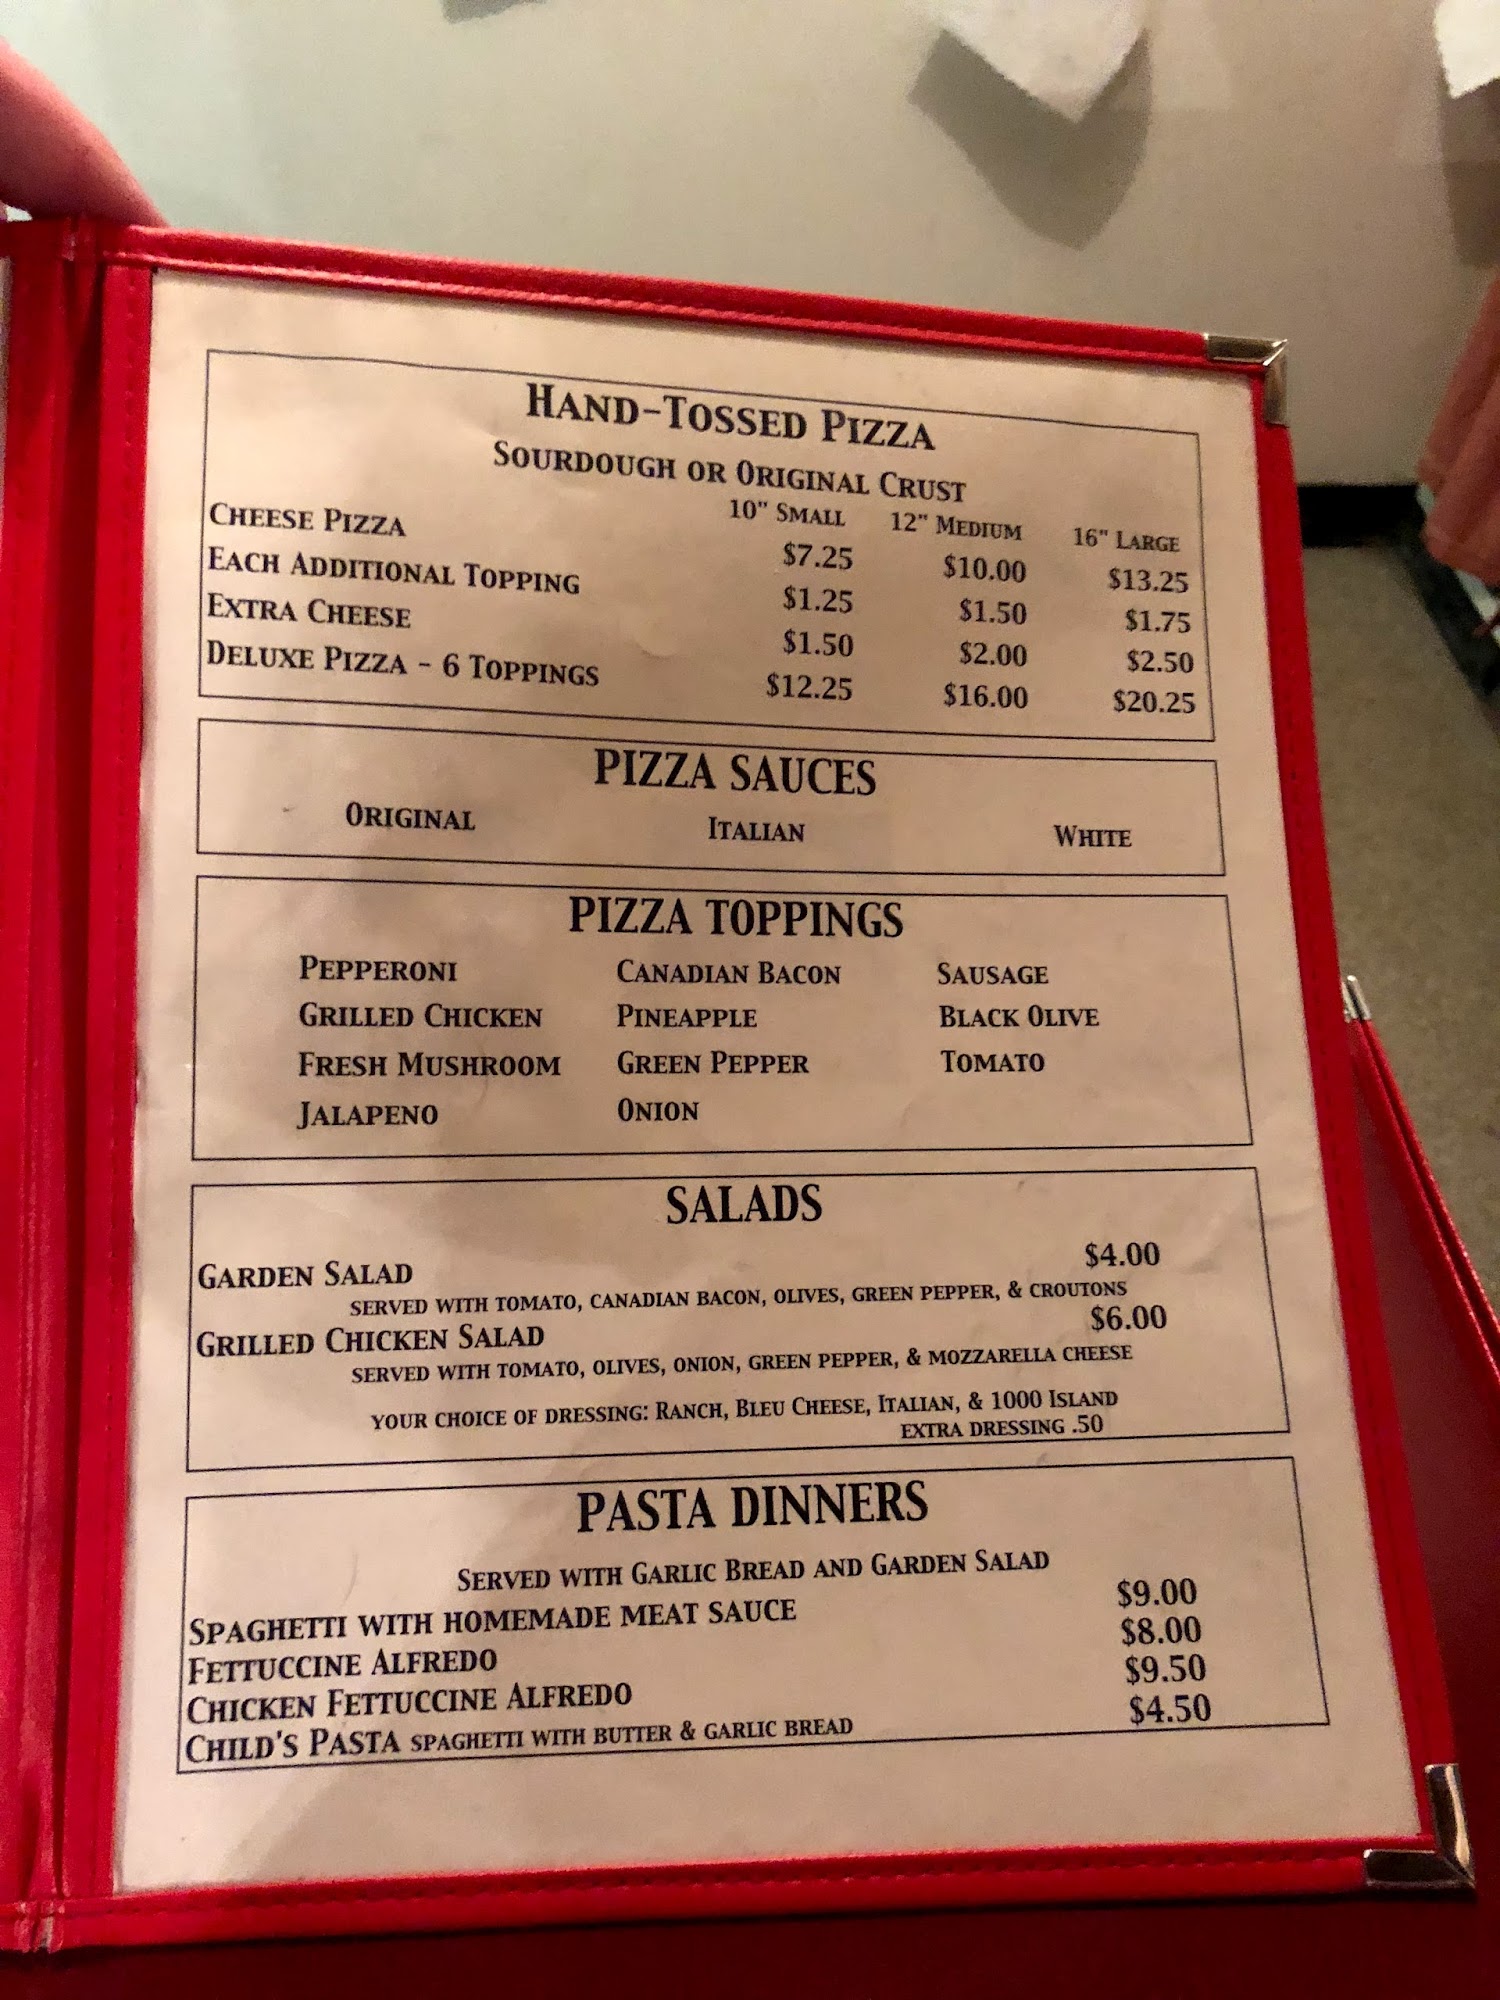 HAND-TOSSED PIZZA
SOURDOUGH OR ORIGINAL CRUST
10" SMALL 12" MEDIUM 16" LARGE
CHEESE PIZZA $7.25 $10.00 $13.25
EACH ADDITIONAL TOPPING $1.25 $1.50 $1.75
EXTRA CHEESE $1.50 $2.00 $2.50
DELUXE PIZZA - 6 TOPPINGS $12.25 $16.00 $20.25
PIZZA SAUCES
ORIGINAL ITALIAN WHITE
PIZZA TOPPINGS
PEPPERONI CANADIAN BACON SAUSAGE
GRILLED CHICKEN PINEAPPLE BLACK OLIVE
FRESH MUSHROOM GREEN PEPPER TOMATO
JALAPENO ONION
SALADS
GARDEN SALAD $4.00
SERVED WITH TOMATO, CANADIAN BACON, OLIVES, GREEN PEPPER, & CROUTONS
GRILLED CHICKEN SALAD $6.00
SERVED WITH TOMATO, OLIVES, ONION, GREEN PEPPER, & MOZZARELLA CHEESE
YOUR CHOICE OF DRESSING: RANCH, BLEU CHEESE, ITALIAN, & 1000 ISLAND
EXTRA DRESSING .50
PASTA DINNERS
SERVED WITH GARLIC BREAD AND GARDEN SALAD
SPAGHETTI WITH HOMEMADE MEAT SAUCE $9.00
FETTUCCINE ALFREDO $8.00
CHICKEN FETTUCCINE ALFREDO $9.50
CHILD'S PASTA SPAGHETTI WITH BUTTER & GARLIC BREAD $4.50